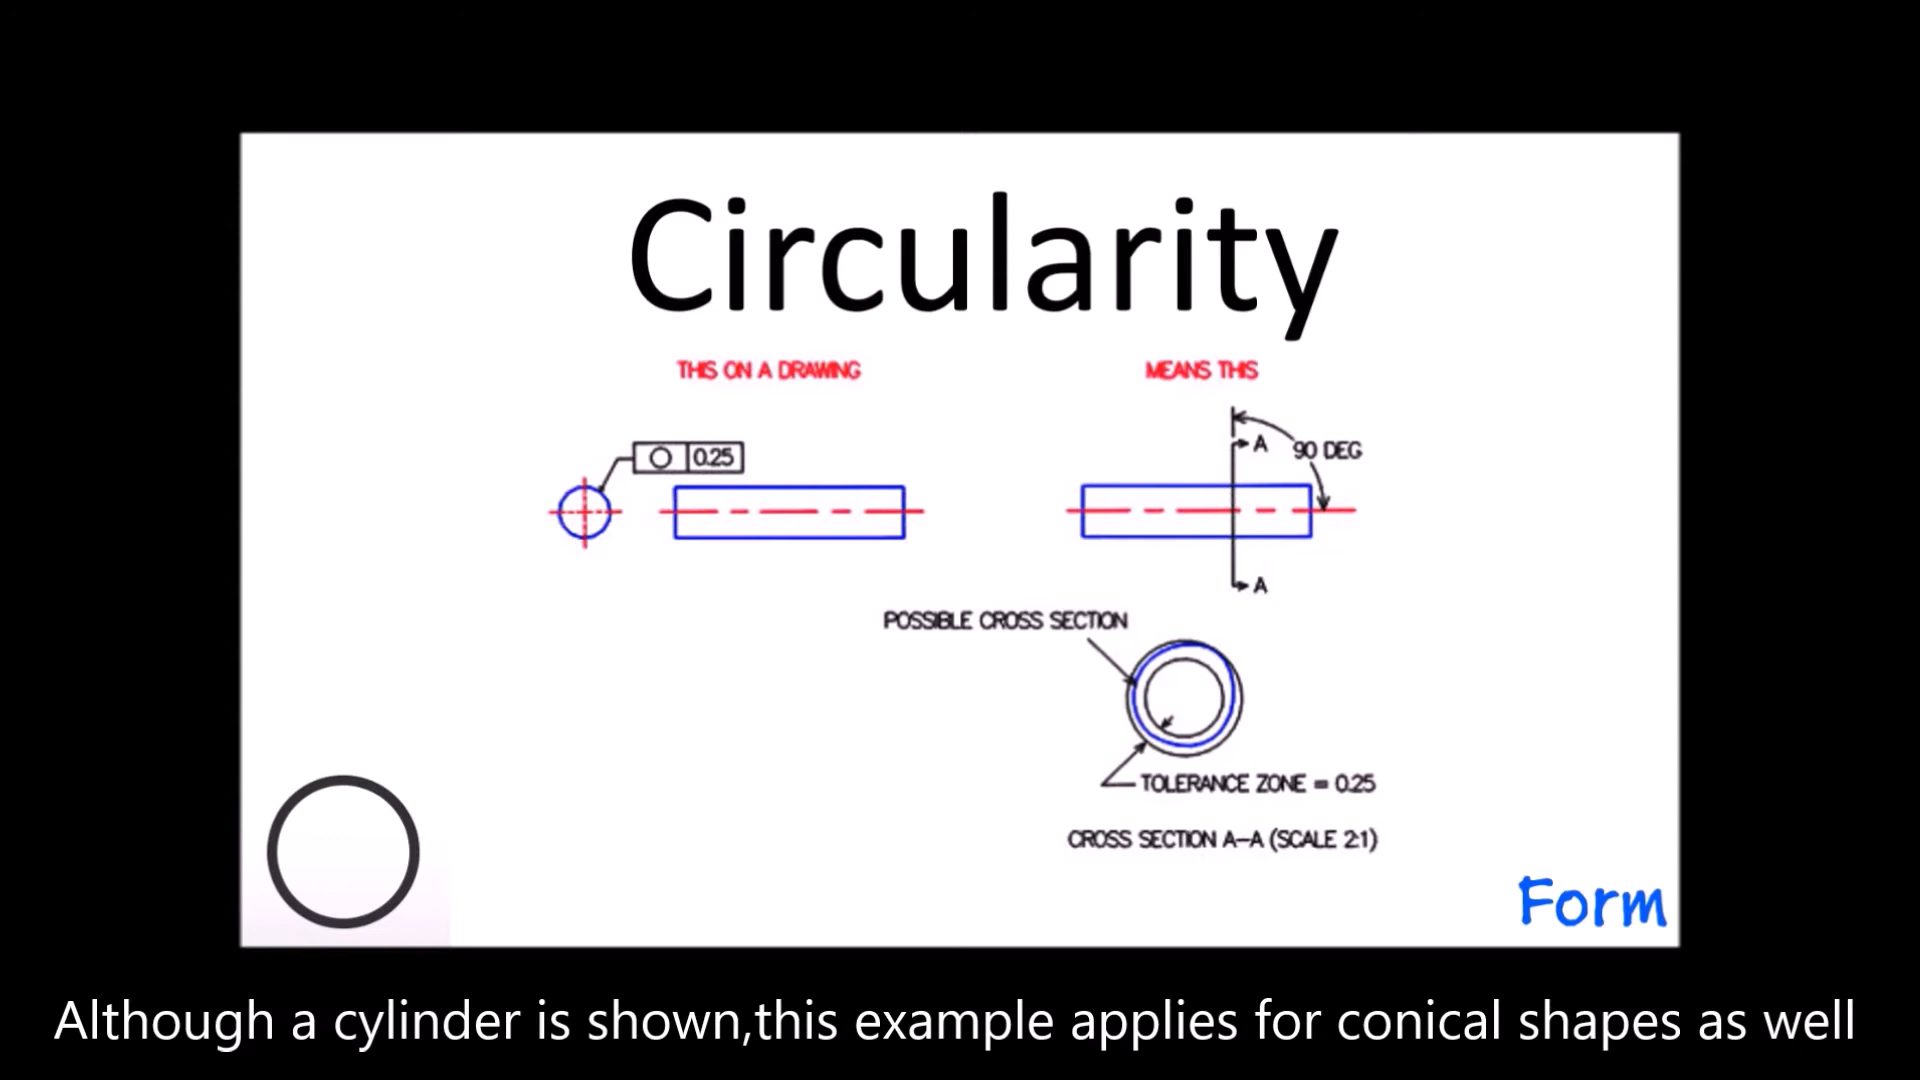 Circularity
THIS ON A DRAWING
MEANS THIS
0.25
A
90 DEG
A
POSSIBLE CROSS SECTION
TOLERANCE ZONE = 0.25
CROSS SECTION A-A (SCALE 2:1)
Form
Although a cylinder is shown,this example applies for conical shapes as well